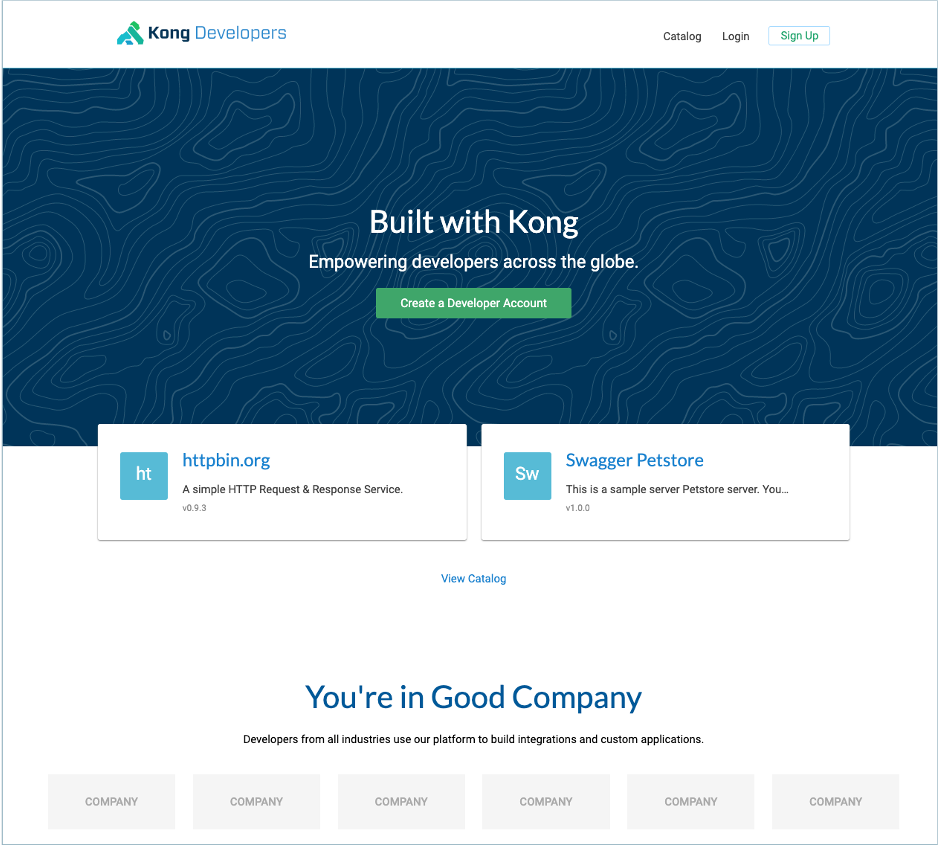 Kong Developers
Catalog
Login
Sign Up
Built with Kong
Empowering developers across the globe.
Create a Developer Account
ht
httpbin.org
A simple HTTP Request & Response Service.
v0.9.3
Sw
Swagger Petstore
This is a sample server Petstore server. You...
v1.0.0
View Catalog
You're in Good Company
Developers from all industries use our platform to build integrations and custom applications.
COMPANY
COMPANY
COMPANY
COMPANY
COMPANY
COMPANY